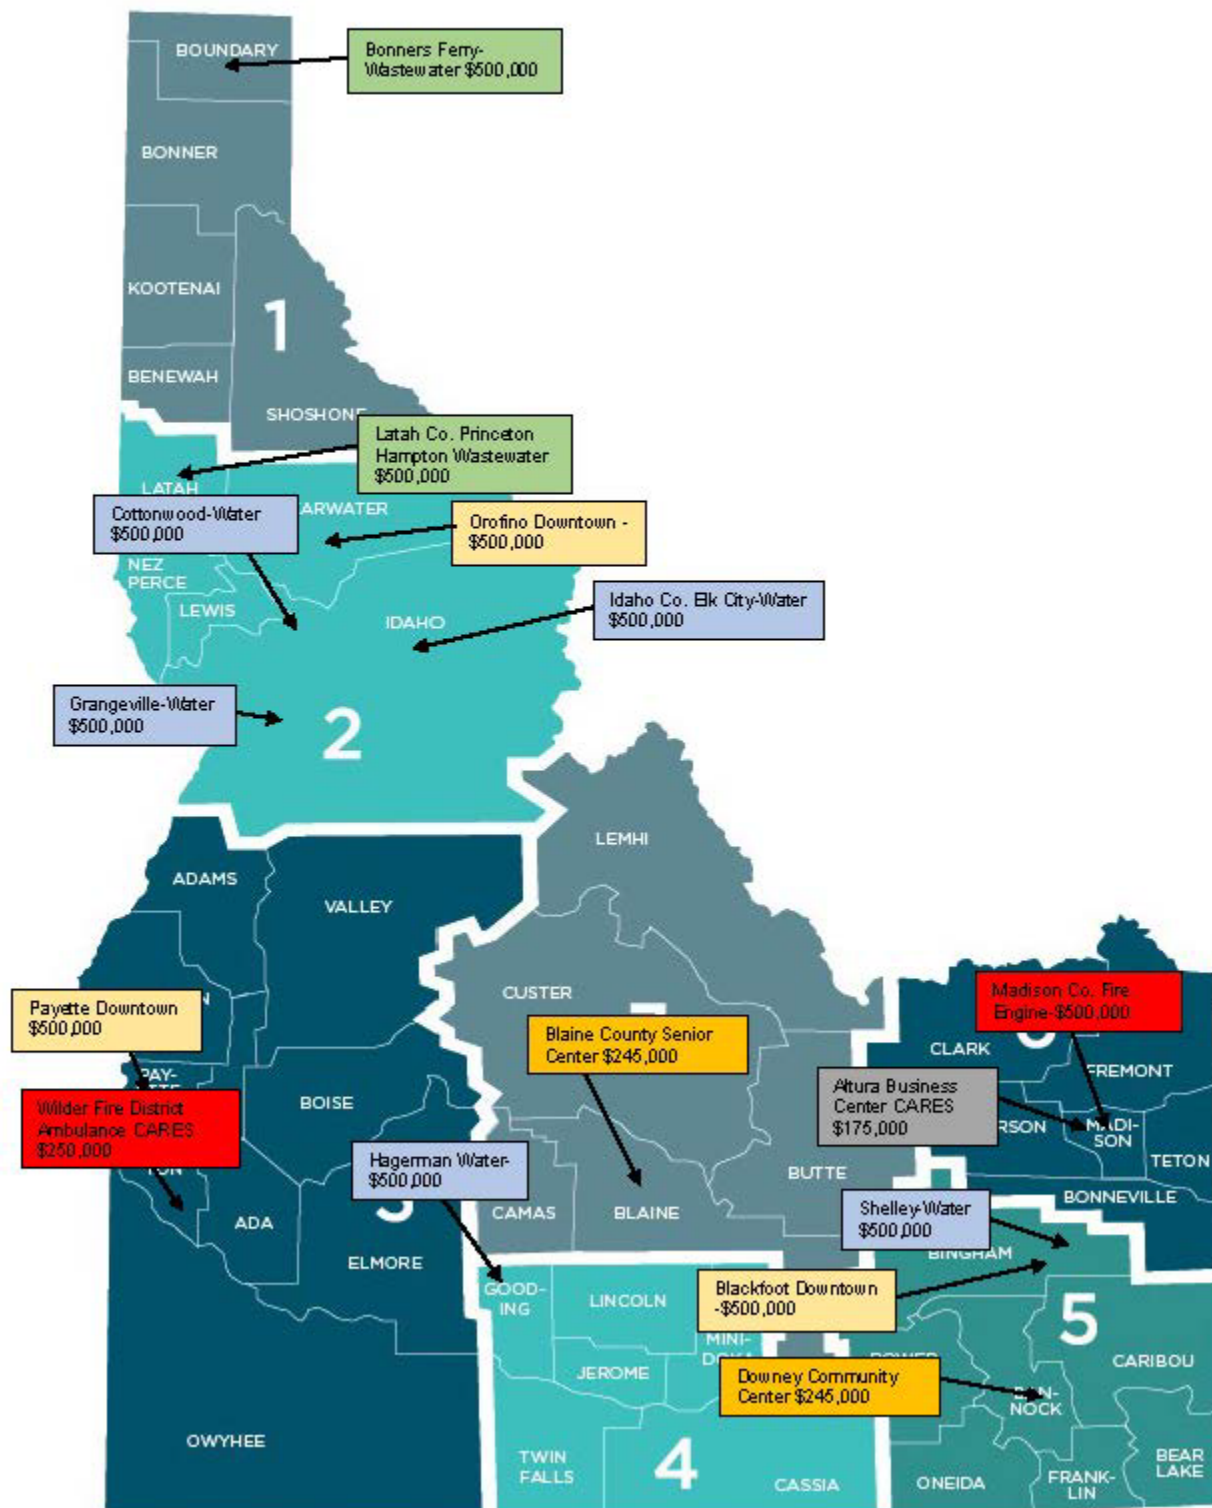 BOUNDARY
Bonners Ferry-
Wastewater $500,000
BONNER
KOOTENAI
1
BENEWAH
SHOSHONE
Latah Co. Princeton
Hampton Wastewater
$500,000
LATAH
Cottonwood-Water
$500,000
ARWATER
Orofino Downtown -
$500,000
NEZ
PERCE
LEWIS
IDAHO
Idaho Co. Elk City-Water
$500,000
Grangeville-Water
$500,000
2
LEMHI
ADAMS
VALLEY
CUSTER
Payette Downtown
$500,000
N
Blaine County Senior
Center $245,000
Madison Co. Fire
Engine-$500,000
CLARK
FREMONT
PAY-
Wilder Fire District
Ambulance CARES
$250,000
BOISE
Altura Business
Center CARES
$175,000
RSON
MADI-
SON
TETON
TON
Hagerman Water-
$500,000
BUTTE
BONNEVILLE
ADA
CAMAS
BLAINE
Shelley-Water
$500,000
BINGHAM
ELMORE
GOOD-
ING
LINCOLN
Blackfoot Downtown
-$500,000
5
MINI-
JEROME
CARIBOU
Downey Community
Center $245,000
NOCK
OWYHEE
TWIN
FALLS
4
CASSIA
ONEIDA
FRANK-
LIN
BEAR
LAKE